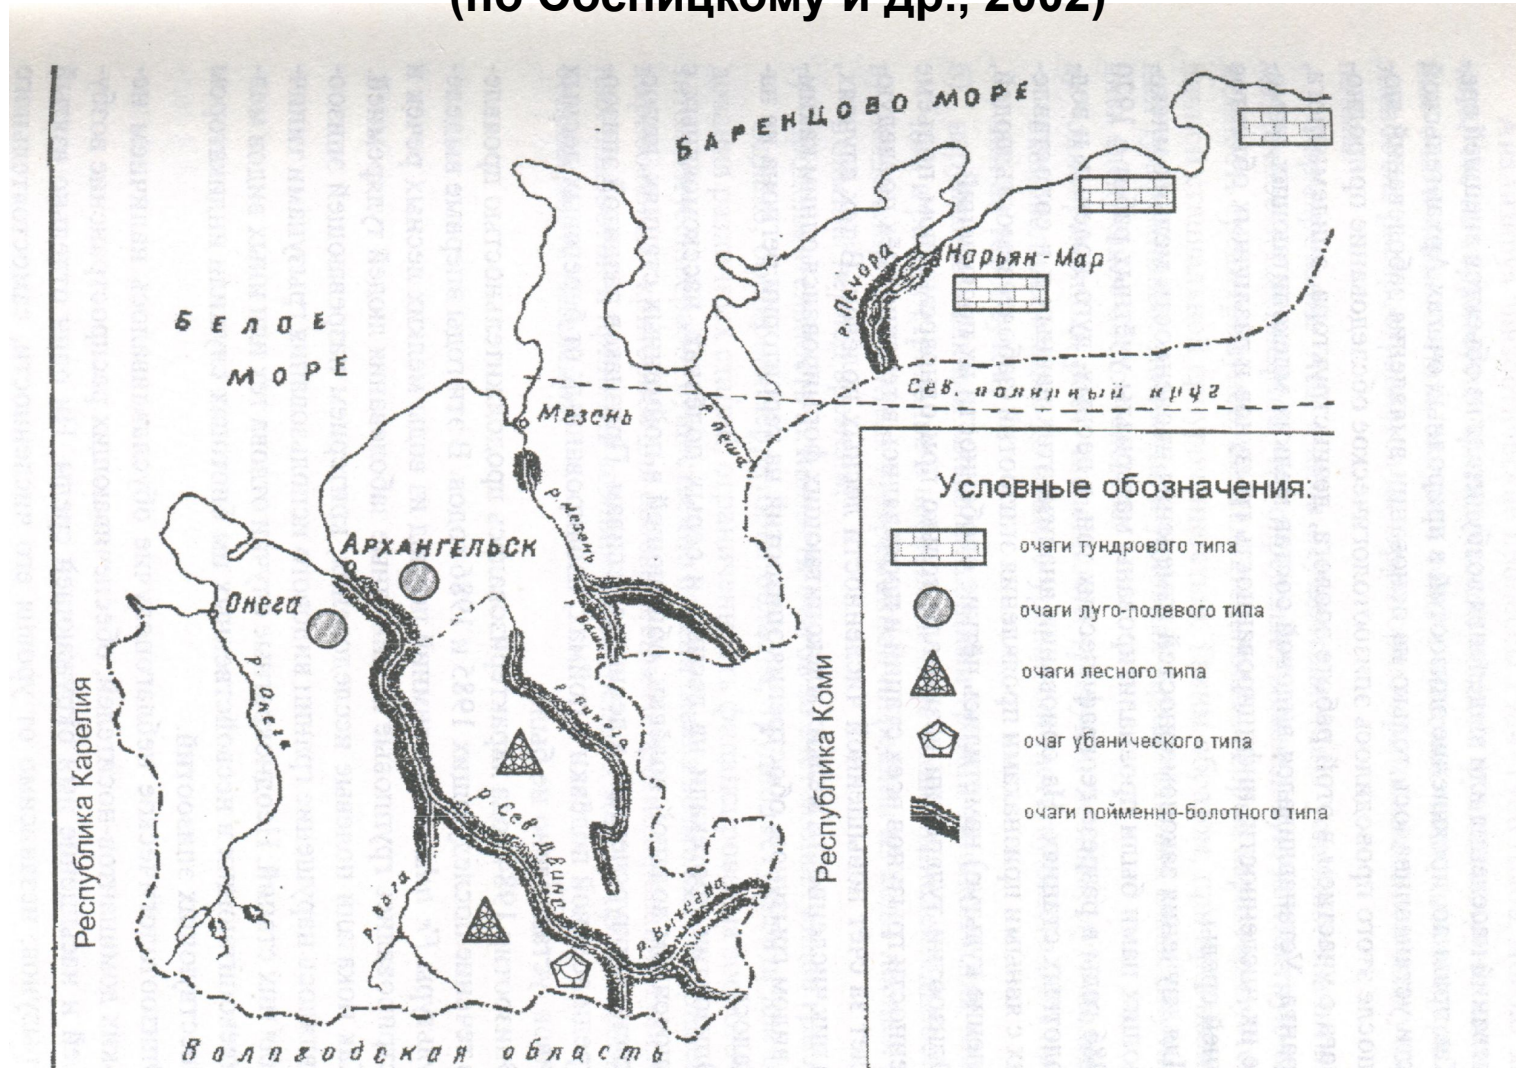 (по и др., 2002)
БАРЕНЦОВО МОРЕ
Нарьян-Мар
р. Печора
БЕЛОЕ
МОРЕ
Сев. полярный круг
Мезень
р. Пеша
р. Мезень
АРХАНГЕЛЬСК
Онега
р. Вашка
р. Онега
р. Пинега
Республика Карелия
Республика Коми
р. Сев. Двина
р. Вага
р. Вычегда
Вологодская область
Условные обозначения:
очаги тундрового типа
очаги луго-полевого типа
очаги лесного типа
очаг убанического типа
очаги пойменно-болотного типа